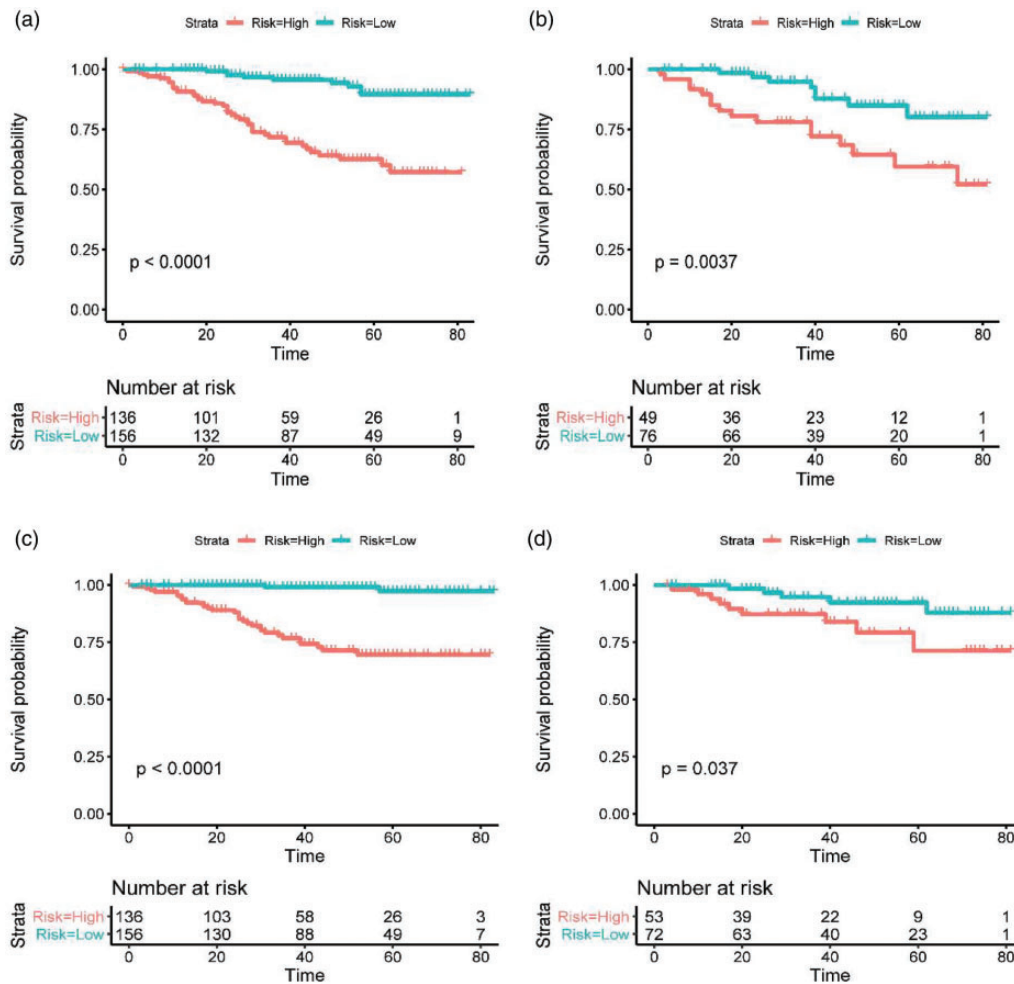 (a)
Strata Risk=High Risk=Low
1.00
0.75
0.50
0.25
0.00
Survival probability
p < 0.0001
0 20 40 60 80
Time
Number at risk
Strata
Risk=High 136 101 59 26 1
Risk=Low 156 132 87 49 9
0 20 40 60 80
Time
(b)
Strata Risk=High Risk=Low
1.00
0.75
0.50
0.25
0.00
Survival probability
p = 0.0037
0 20 40 60 80
Time
Number at risk
Strata
Risk=High 49 36 23 12 1
Risk=Low 76 66 39 20 1
0 20 40 60 80
Time
(c)
Strata Risk=High Risk=Low
1.00
0.75
0.50
0.25
0.00
Survival probability
p < 0.0001
0 20 40 60 80
Time
Number at risk
Strata
Risk=High 136 103 58 26 3
Risk=Low 156 130 88 49 7
0 20 40 60 80
Time
(d)
Strata Risk=High Risk=Low
1.00
0.75
0.50
0.25
0.00
Survival probability
p = 0.037
0 20 40 60 80
Time
Number at risk
Strata
Risk=High 53 39 22 9 1
Risk=Low 72 63 40 23 1
0 20 40 60 80
Time